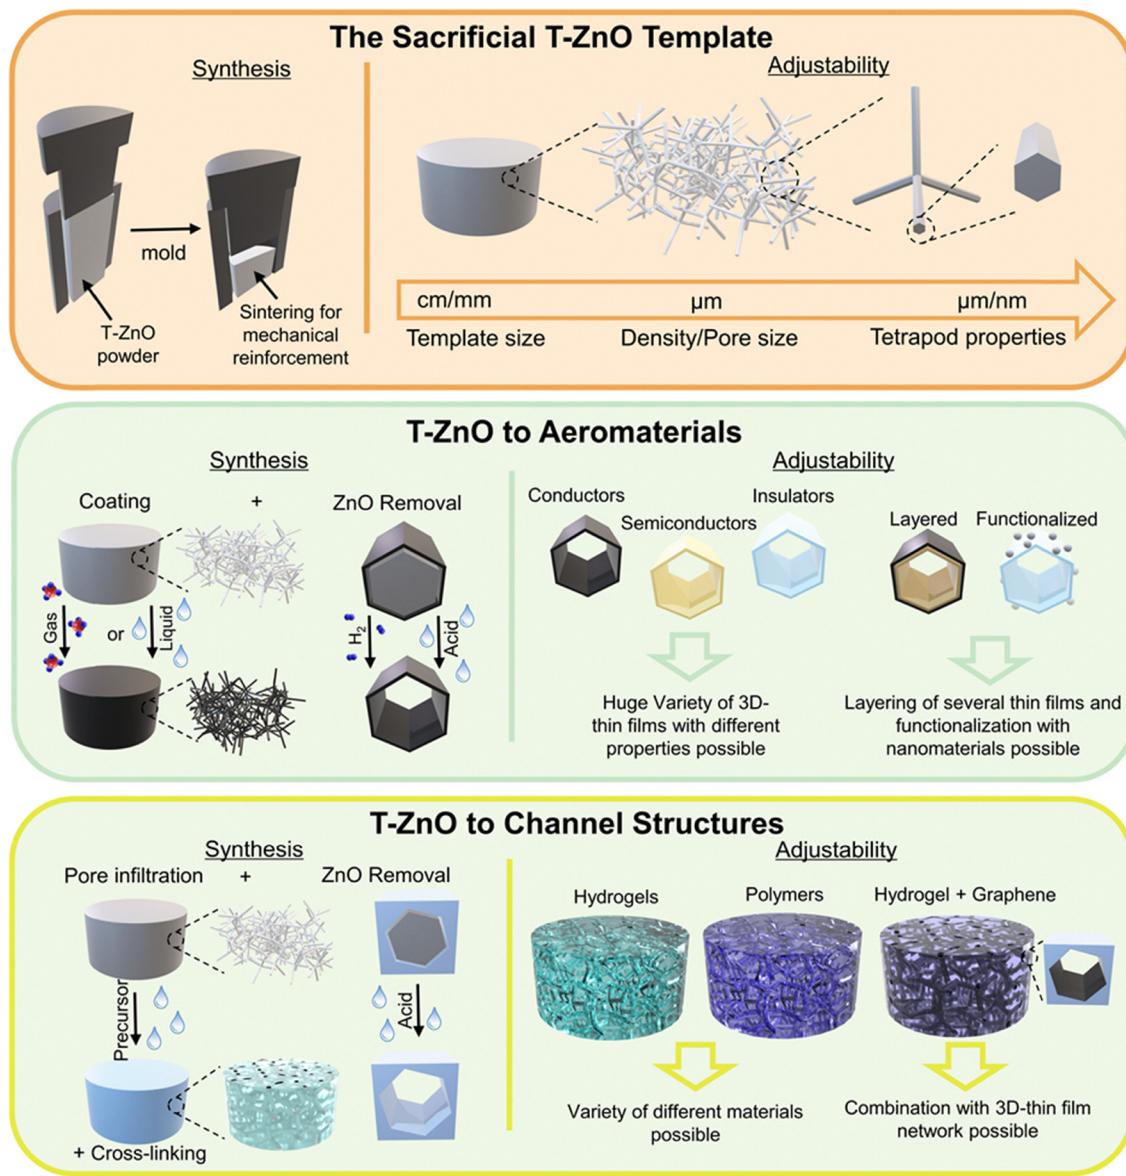 The Sacrificial T-ZnO Template
Synthesis
mold
T-ZnO
powder
Sintering for
mechanical
reinforcement
Adjustability
cm/mm
µm
µm/nm
Template size
Density/Pore size
Tetrapod properties
T-ZnO to Aeromaterials
Synthesis
Coating
+
ZnO Removal
Gas
or
Liquid
H2
Acid
Adjustability
Conductors
Semiconductors
Insulators
Layered
Functionalized
Huge Variety of 3D-
thin films with different
properties possible
Layering of several thin films and
functionalization with
nanomaterials possible
T-ZnO to Channel Structures
Synthesis
Pore infiltration
+
ZnO Removal
Precursor
Acid
+ Cross-linking
Adjustability
Hydrogels
Polymers
Hydrogel + Graphene
Variety of different materials
possible
Combination with 3D-thin film
network possible